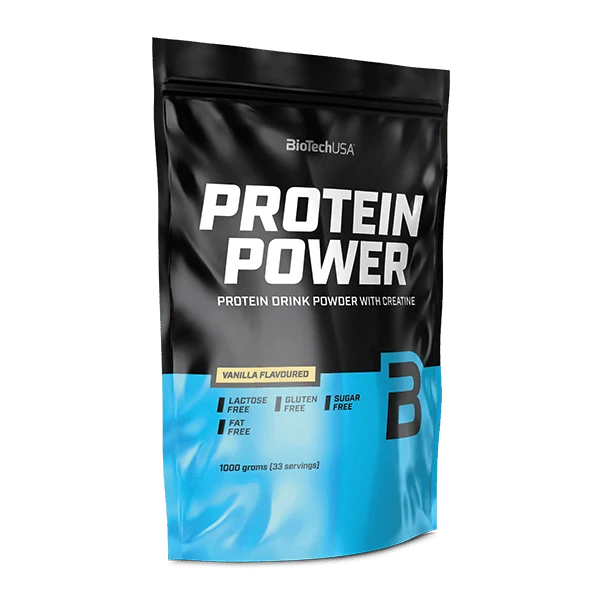 BioTechUSA
PROTEIN
POWER
PROTEIN DRINK POWDER WITH CREATINE
VANILLA FLAVOURED
LACTOSE FREE
GLUTEN FREE
SUGAR FREE
FAT FREE
B
1000 grams (33 servings)